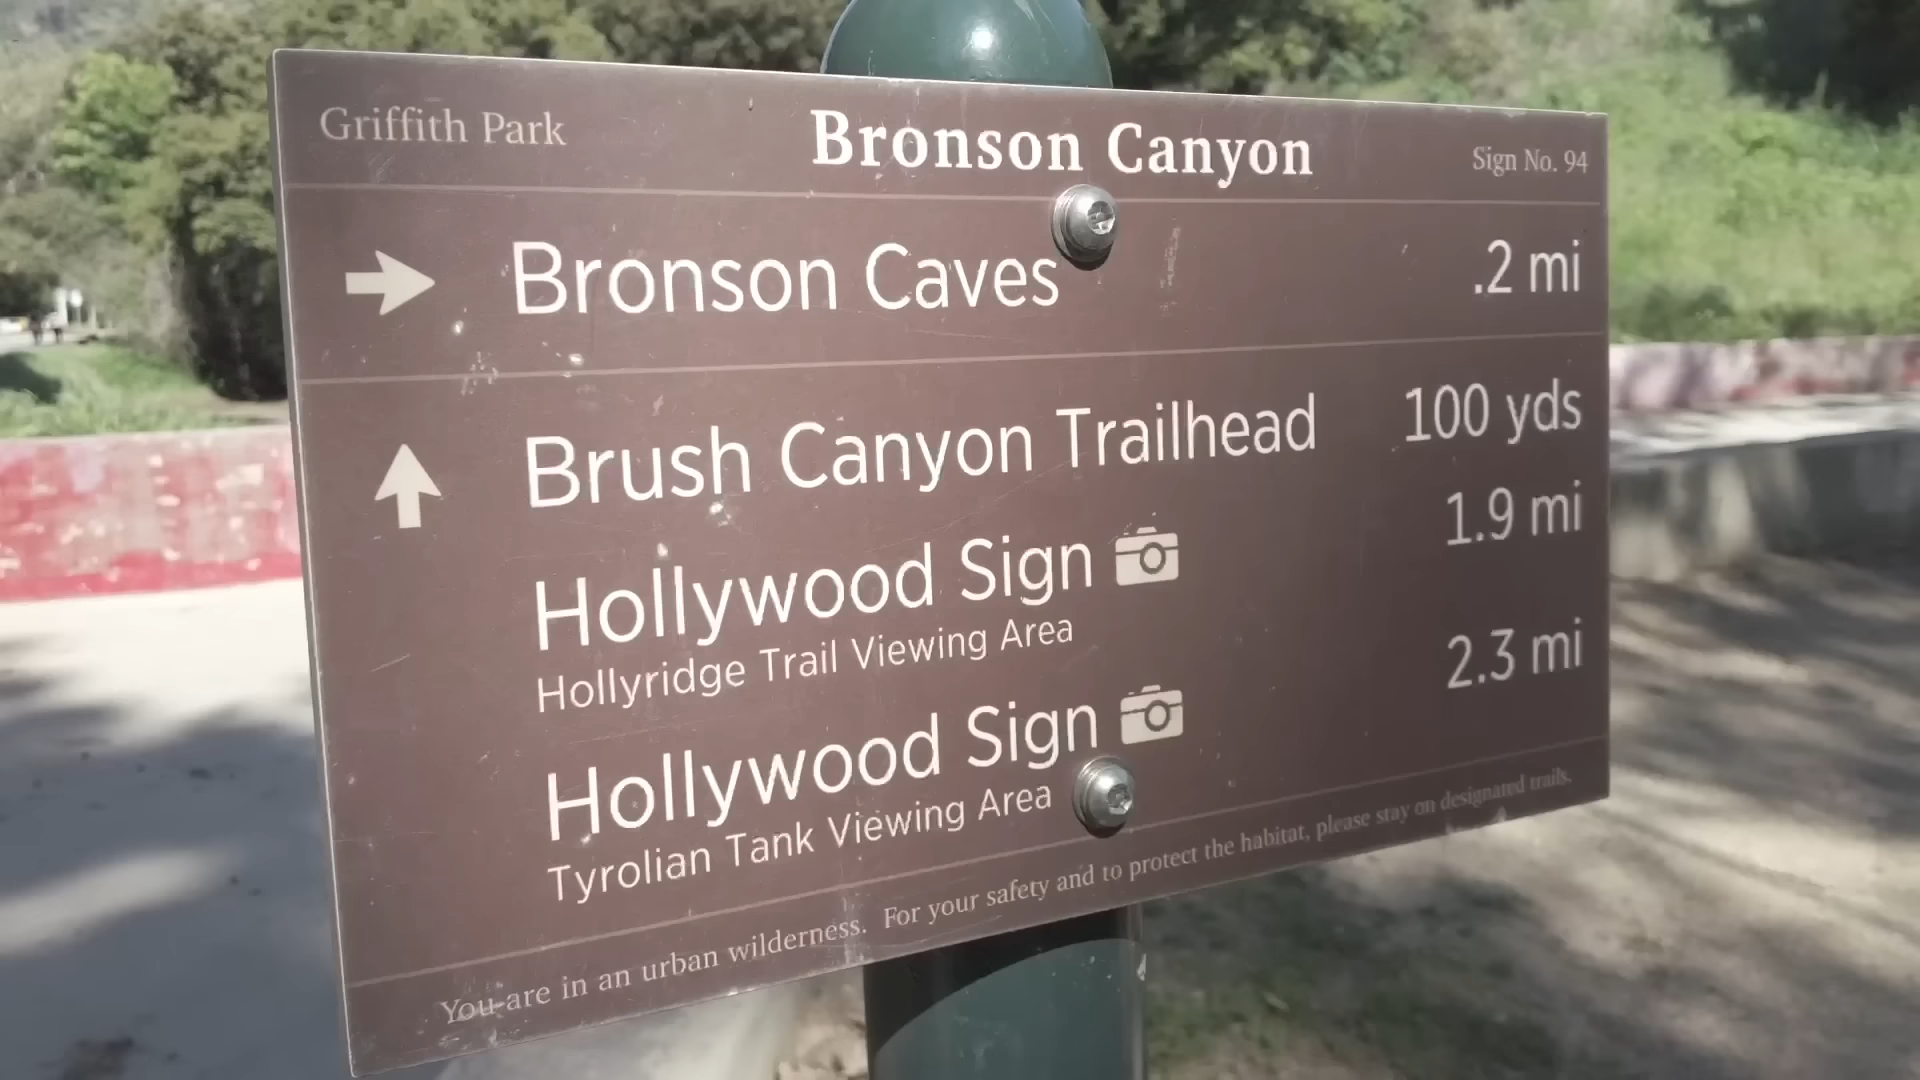 Griffith Park
Bronson Canyon
Sign No. 94
Bronson Caves .2 mi
Brush Canyon Trailhead 100 yds
Hollywood Sign 1.9 mi
Hollyridge Trail Viewing Area
Hollywood Sign 2.3 mi
Tyrolian Tank Viewing Area
You are in an urban wilderness. For your safety and to protect the habitat, please stay on designated trails.